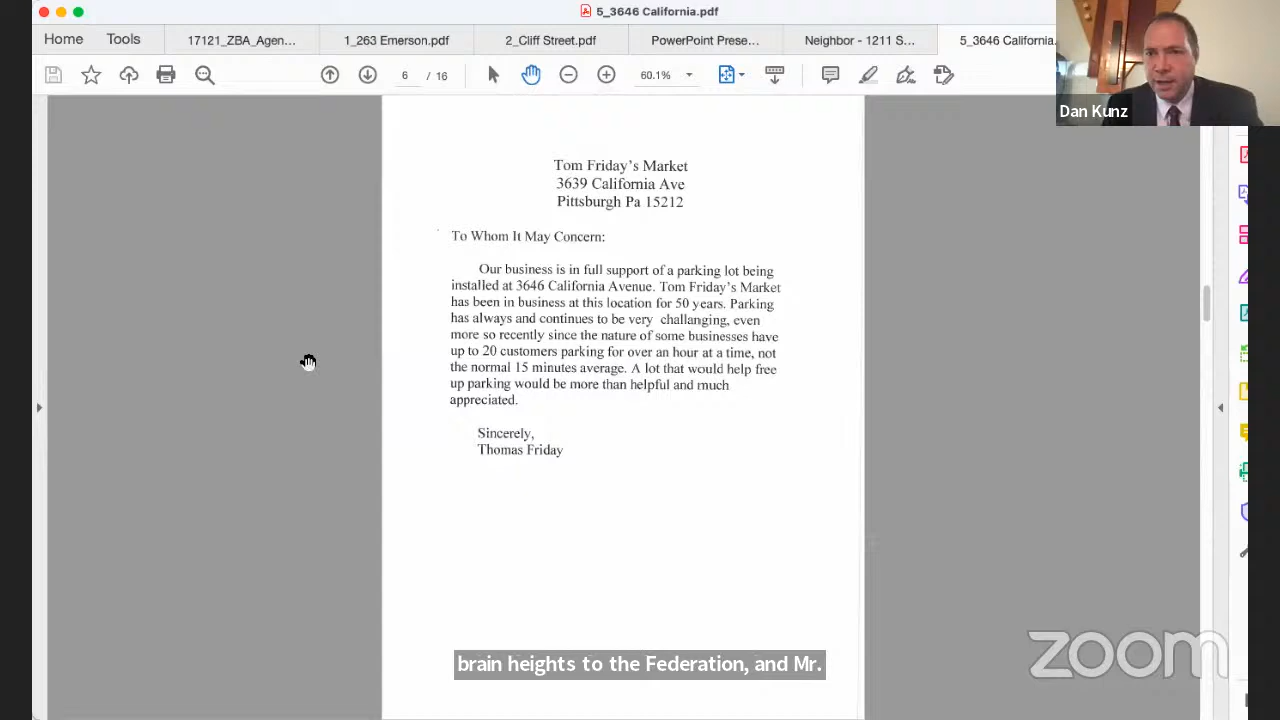 5_3646 California.pdf
Home Tools 17121_ZBA_Agen... 1_263 Emerson.pdf 2_Cliff Street.pdf PowerPoint Prese... Neighbor - 1211 S... 5_3646 California.
6 / 16 60.1%
Dan Kunz
Tom Friday's Market
3639 California Ave
Pittsburgh Pa 15212
To Whom It May Concern:
Our business is in full support of a parking lot being
installed at 3646 California Avenue. Tom Friday's Market
has been in business at this location for 50 years. Parking
has always and continues to be very challanging, even
more so recently since the nature of some businesses have
up to 20 customers parking for over an hour at a time, not
the normal 15 minutes average. A lot that would help free
up parking would be more than helpful and much
appreciated.
Sincerely,
Thomas Friday
brain heights to the Federation, and Mr.
zoom